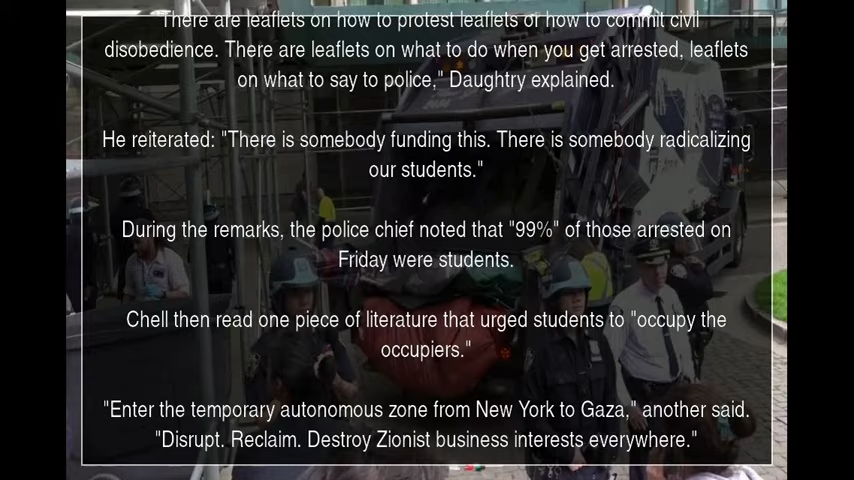 "There are leaflets on how to protest leaflets of how to commit civil
disobedience. There are leaflets on what to do when you get arrested, leaflets
on what to say to police," Daughtry explained.
He reiterated: "There is somebody funding this. There is somebody radicalizing
our students."
During the remarks, the police chief noted that "99%" of those arrested on
Friday were students.
Chell then read one piece of literature that urged students to "occupy the
occupiers."
"Enter the temporary autonomous zone from New York to Gaza," another said.
"Disrupt. Reclaim. Destroy Zionist business interests everywhere."